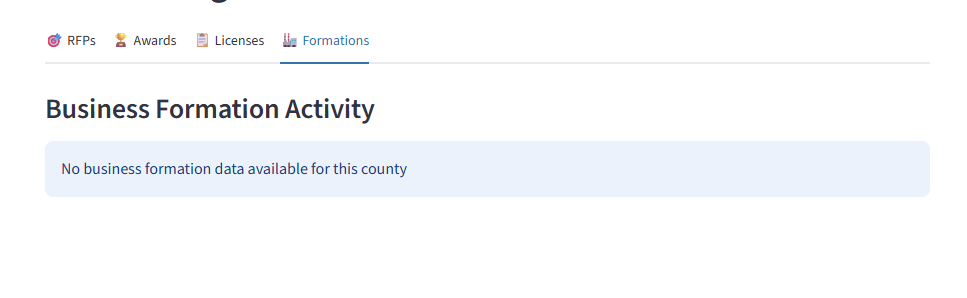 RFPs Awards Licenses Formations
Business Formation Activity
No business formation data available for this county